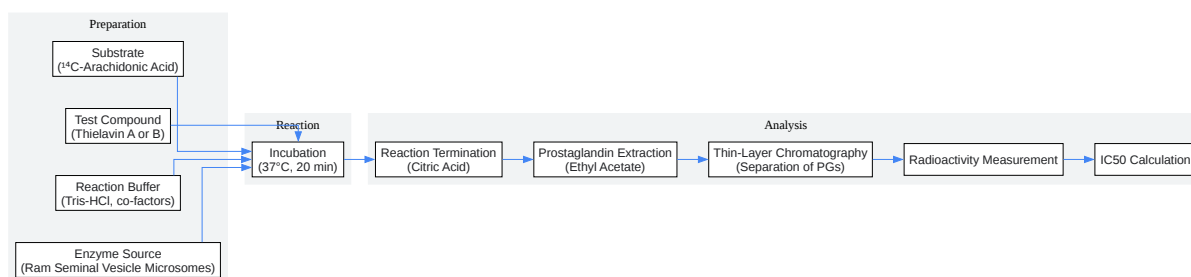 Preparation
Substrate
(¹⁴C-Arachidonic Acid)
Test Compound
(Thielavin A or B)
Reaction Buffer
(Tris-HCl, co-factors)
Enzyme Source
(Ram Seminal Vesicle Microsomes)
Reaction
Incubation
(37°C, 20 min)
Analysis
Reaction Termination
(Citric Acid)
Prostaglandin Extraction
(Ethyl Acetate)
Thin-Layer Chromatography
(Separation of PGs)
Radioactivity Measurement
IC50 Calculation